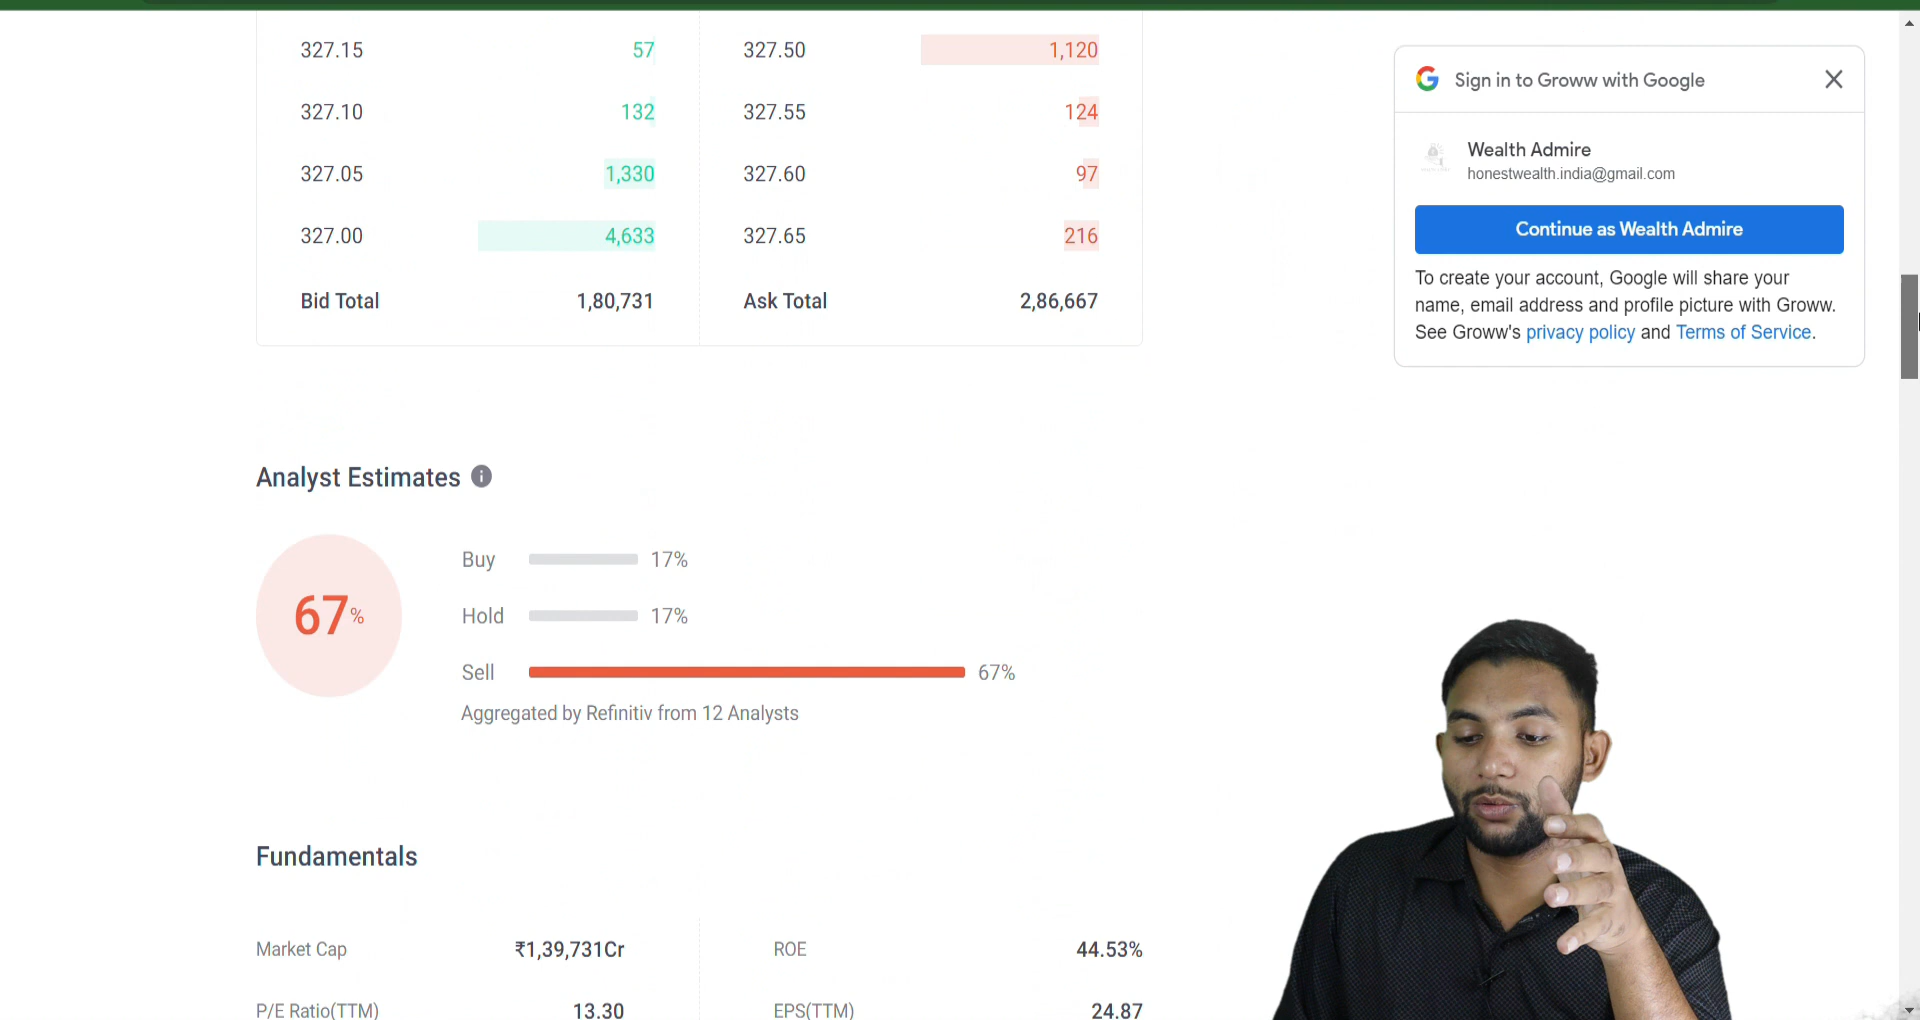 327.15 57 327.50 1,120
327.10 132 327.55 124
327.05 1,330 327.60 97
327.00 4,633 327.65 216
Bid Total 1,80,731 Ask Total 2,86,667
Sign in to Groww with Google
Wealth Admire
honestwealth.india@gmail.com
Continue as Wealth Admire
To create your account, Google will share your
name, email address and profile picture with Groww.
See Groww's privacy policy and Terms of Service.
Analyst Estimates
67%
Buy 17%
Hold 17%
Sell 67%
Aggregated by Refinitiv from 12 Analysts
Fundamentals
Market Cap ₹1,39,731Cr ROE 44.53%
P/E Ratio(TTM) 13.30 EPS(TTM) 24.87